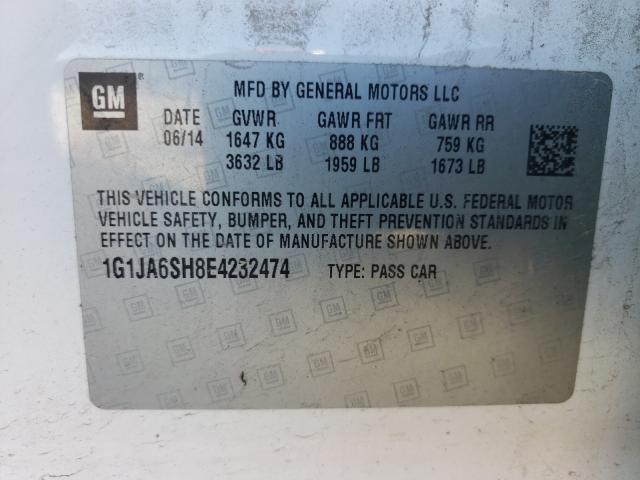 GM ®
MFD BY GENERAL MOTORS LLC
DATE GVWR GAWR FRT GAWR RR
06/14 1647 KG 888 KG 759 KG
3632 LB 1959 LB 1673 LB
THIS VEHICLE CONFORMS TO ALL APPLICABLE U.S. FEDERAL MOTOR
VEHICLE SAFETY, BUMPER, AND THEFT PREVENTION STANDARDS IN
EFFECT ON THE DATE OF MANUFACTURE SHOWN ABOVE.
1G1JA6SH8E4232474 TYPE: PASS CAR